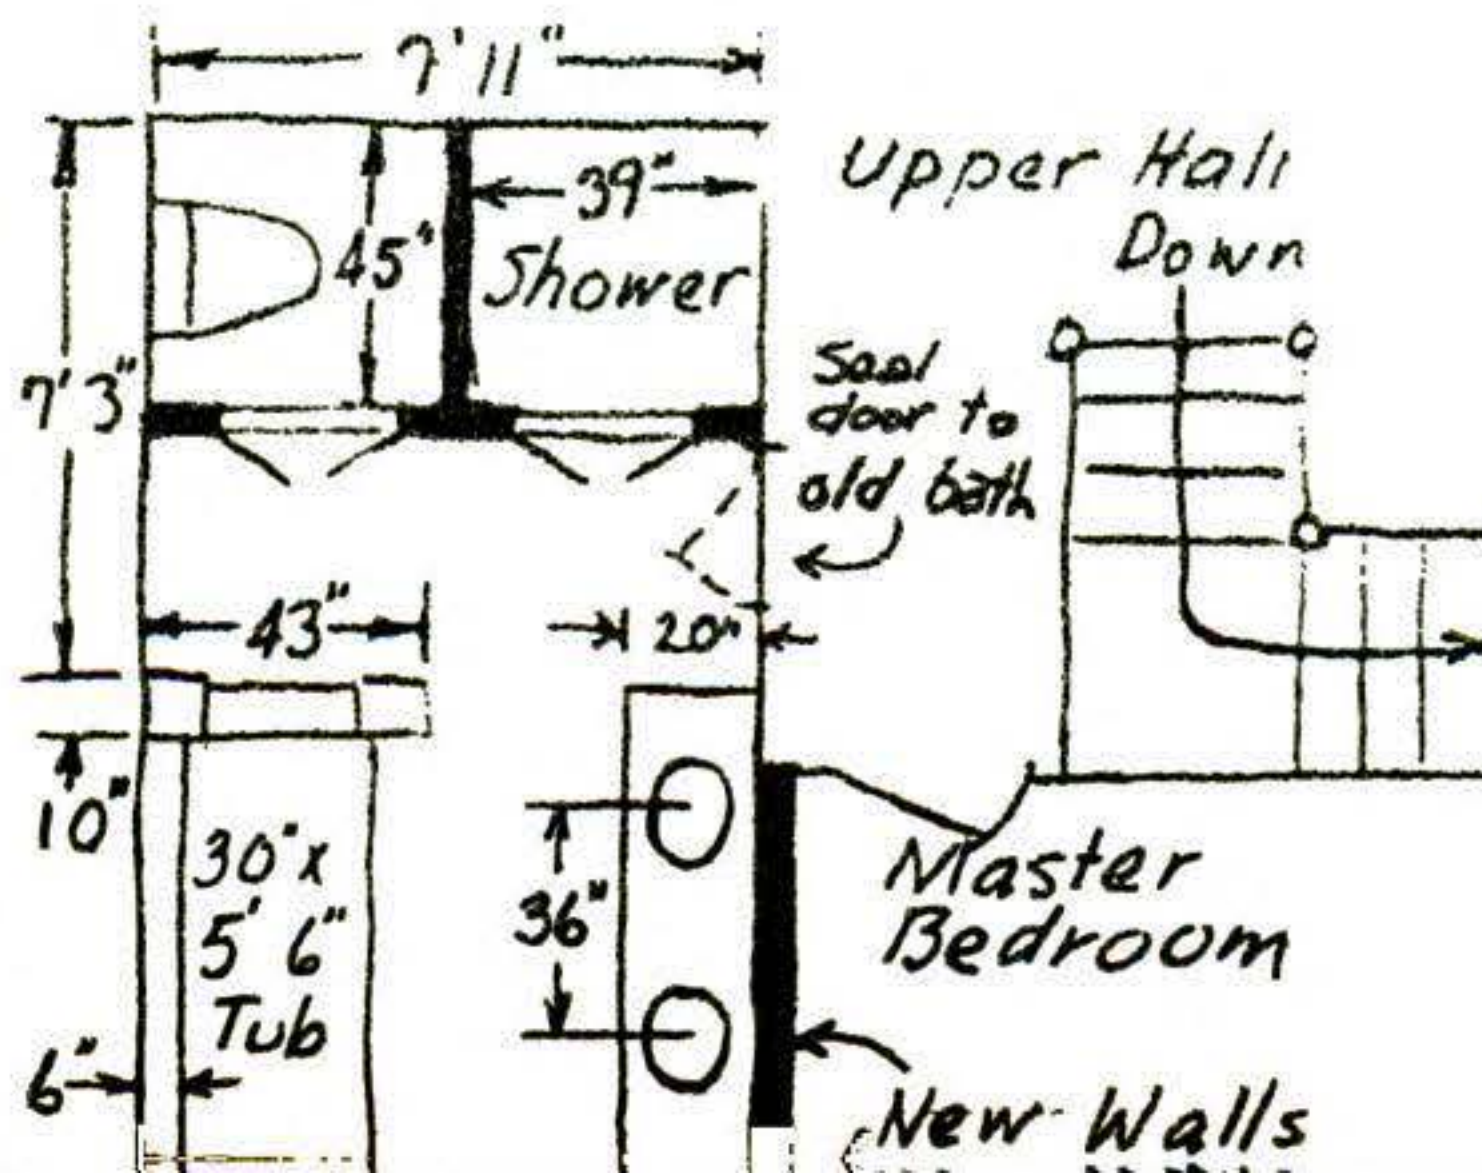 7' 11"
Upper Hall
Down
39"
45"
Shower
7' 3"
Seal
door to
old bath
43"
20"
10"
30" x
5' 6"
Tub
36"
Master
Bedroom
6"
New Walls